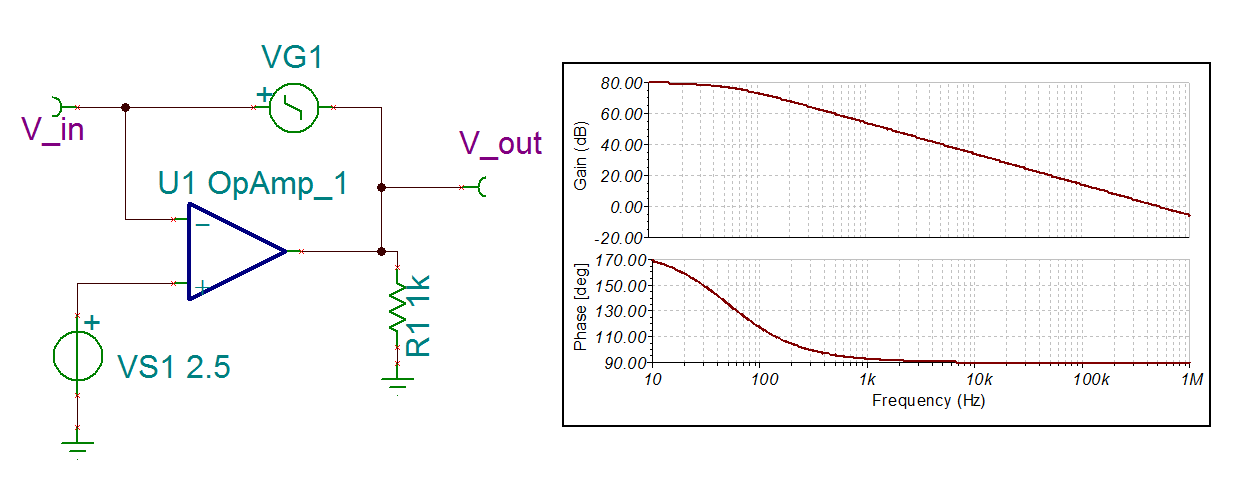 VG1
+
V_in
V_out
U1 OpAmp_1
−
+
R1 1k
+
VS1 2.5
80.00
60.00
40.00
20.00
0.00
-20.00
Gain (dB)
170.00
150.00
130.00
110.00
90.00
Phase [deg]
10 100 1k 10k 100k 1M
Frequency (Hz)